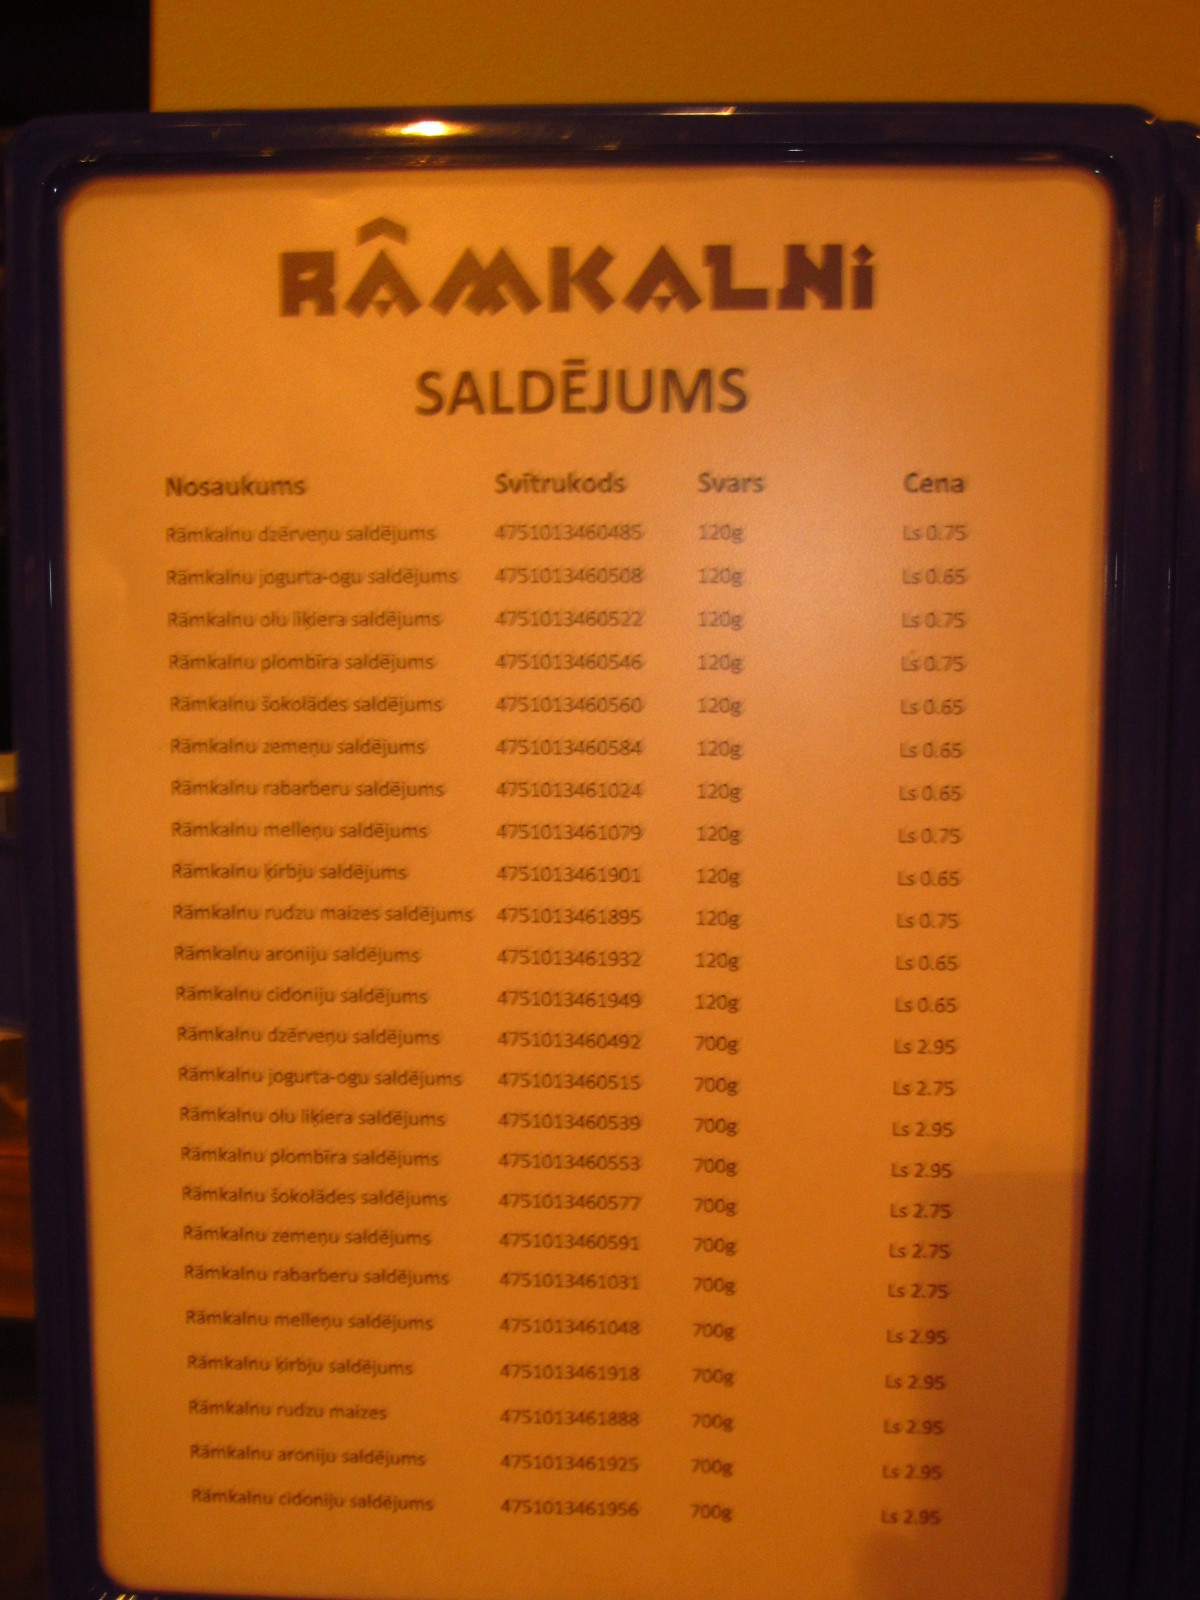 RÂMKALNi
SALDĒJUMS
Nosaukums Svītrukods Svars Cena
Rāmkalnu dzērveņu saldējums 4751013460485 120g Ls 0.75
Rāmkalnu jogurta-ogu saldējums 4751013460508 120g Ls 0.65
Rāmkalnu olu liķiera saldējums 4751013460522 120g Ls 0.75
Rāmkalnu plombīra saldējums 4751013460546 120g Ls 0.75
Rāmkalnu šokolādes saldējums 4751013460560 120g Ls 0.65
Rāmkalnu zemeņu saldējums 4751013460584 120g Ls 0.65
Rāmkalnu rabarberu saldējums 4751013461024 120g Ls 0.65
Rāmkalnu melleņu saldējums 4751013461079 120g Ls 0.75
Rāmkalnu ķirbju saldējums 4751013461901 120g Ls 0.65
Rāmkalnu rudzu maizes saldējums 4751013461895 120g Ls 0.75
Rāmkalnu aroniju saldējums 4751013461932 120g Ls 0.65
Rāmkalnu cidoniju saldējums 4751013461949 120g Ls 0.65
Rāmkalnu dzērveņu saldējums 4751013460492 700g Ls 2.95
Rāmkalnu jogurta-ogu saldējums 4751013460515 700g Ls 2.75
Rāmkalnu olu liķiera saldējums 4751013460539 700g Ls 2.95
Rāmkalnu plombīra saldējums 4751013460553 700g Ls 2.95
Rāmkalnu šokolādes saldējums 4751013460577 700g Ls 2.75
Rāmkalnu zemeņu saldējums 4751013460591 700g Ls 2.75
Rāmkalnu rabarberu saldējums 4751013461031 700g Ls 2.75
Rāmkalnu melleņu saldējums 4751013461048 700g Ls 2.95
Rāmkalnu ķirbju saldējums 4751013461918 700g Ls 2.95
Rāmkalnu rudzu maizes 4751013461888 700g Ls 2.95
Rāmkalnu aroniju saldējums 4751013461925 700g Ls 2.95
Rāmkalnu cidoniju saldējums 4751013461956 700g Ls 2.95